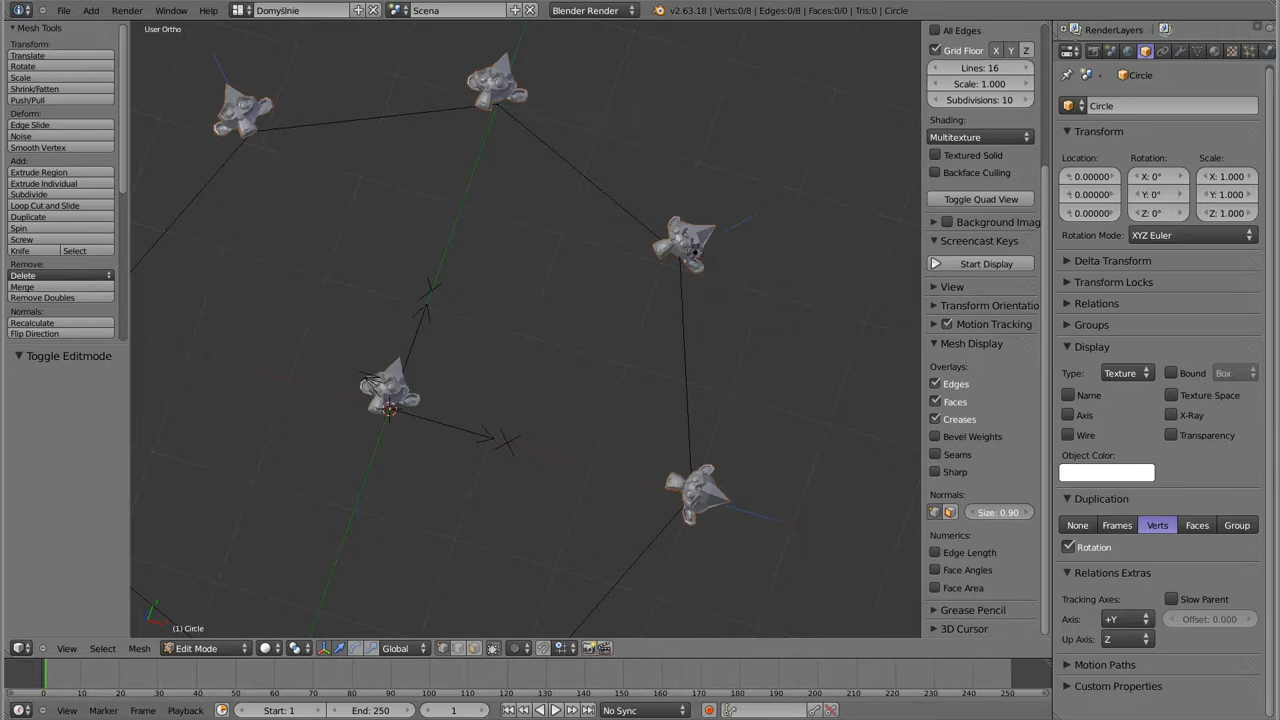 File
Add
Render
Window
Help
Domyślnie
Scena
Blender Render
v2.63.18 | Verts:0/8 | Edges:0/8 | Faces:0/0 | Tris:0 | Circle
Mesh Tools
Transform:
Translate
Rotate
Scale
Shrink/Fatten
Push/Pull
Deform:
Edge Slide
Noise
Smooth Vertex
Add:
Extrude Region
Extrude Individual
Subdivide
Loop Cut and Slide
Duplicate
Spin
Screw
Knife
Select
Remove:
Delete
Merge
Remove Doubles
Normals:
Recalculate
Flip Direction
Toggle Editmode
User Ortho
(1) Circle
All Edges
Grid Floor
X
Y
Z
Lines: 16
Scale: 1.000
Subdivisions: 10
Shading:
Multitexture
Textured Solid
Backface Culling
Toggle Quad View
Background Imag
Screencast Keys
Start Display
View
Transform Orientatio
Motion Tracking
Mesh Display
Overlays:
Edges
Faces
Creases
Bevel Weights
Seams
Sharp
Normals:
Size: 0.90
Numerics:
Edge Length
Face Angles
Face Area
Grease Pencil
3D Cursor
RenderLayers
Circle
Circle
Transform
Location:
Rotation:
Scale:
0.00000
X: 0°
X: 1.000
0.00000
Y: 0°
Y: 1.000
0.00000
Z: 0°
Z: 1.000
Rotation Mode:
XYZ Euler
Delta Transform
Transform Locks
Relations
Groups
Display
Type:
Texture
Bound
Box
Name
Texture Space
Axis
X-Ray
Wire
Transparency
Object Color:
Duplication
None
Frames
Verts
Faces
Group
Rotation
Relations Extras
Tracking Axes:
Slow Parent
Axis:
+Y
Offset: 0.000
Up Axis:
Z
Motion Paths
Custom Properties
View
Select
Mesh
Edit Mode
Global
0 10 20 30 40 50 60 70 80 90 100 110 120 130 140 150 160 170 180 190 200 210 220 230 240 250
View
Marker
Frame
Playback
Start: 1
End: 250
1
No Sync